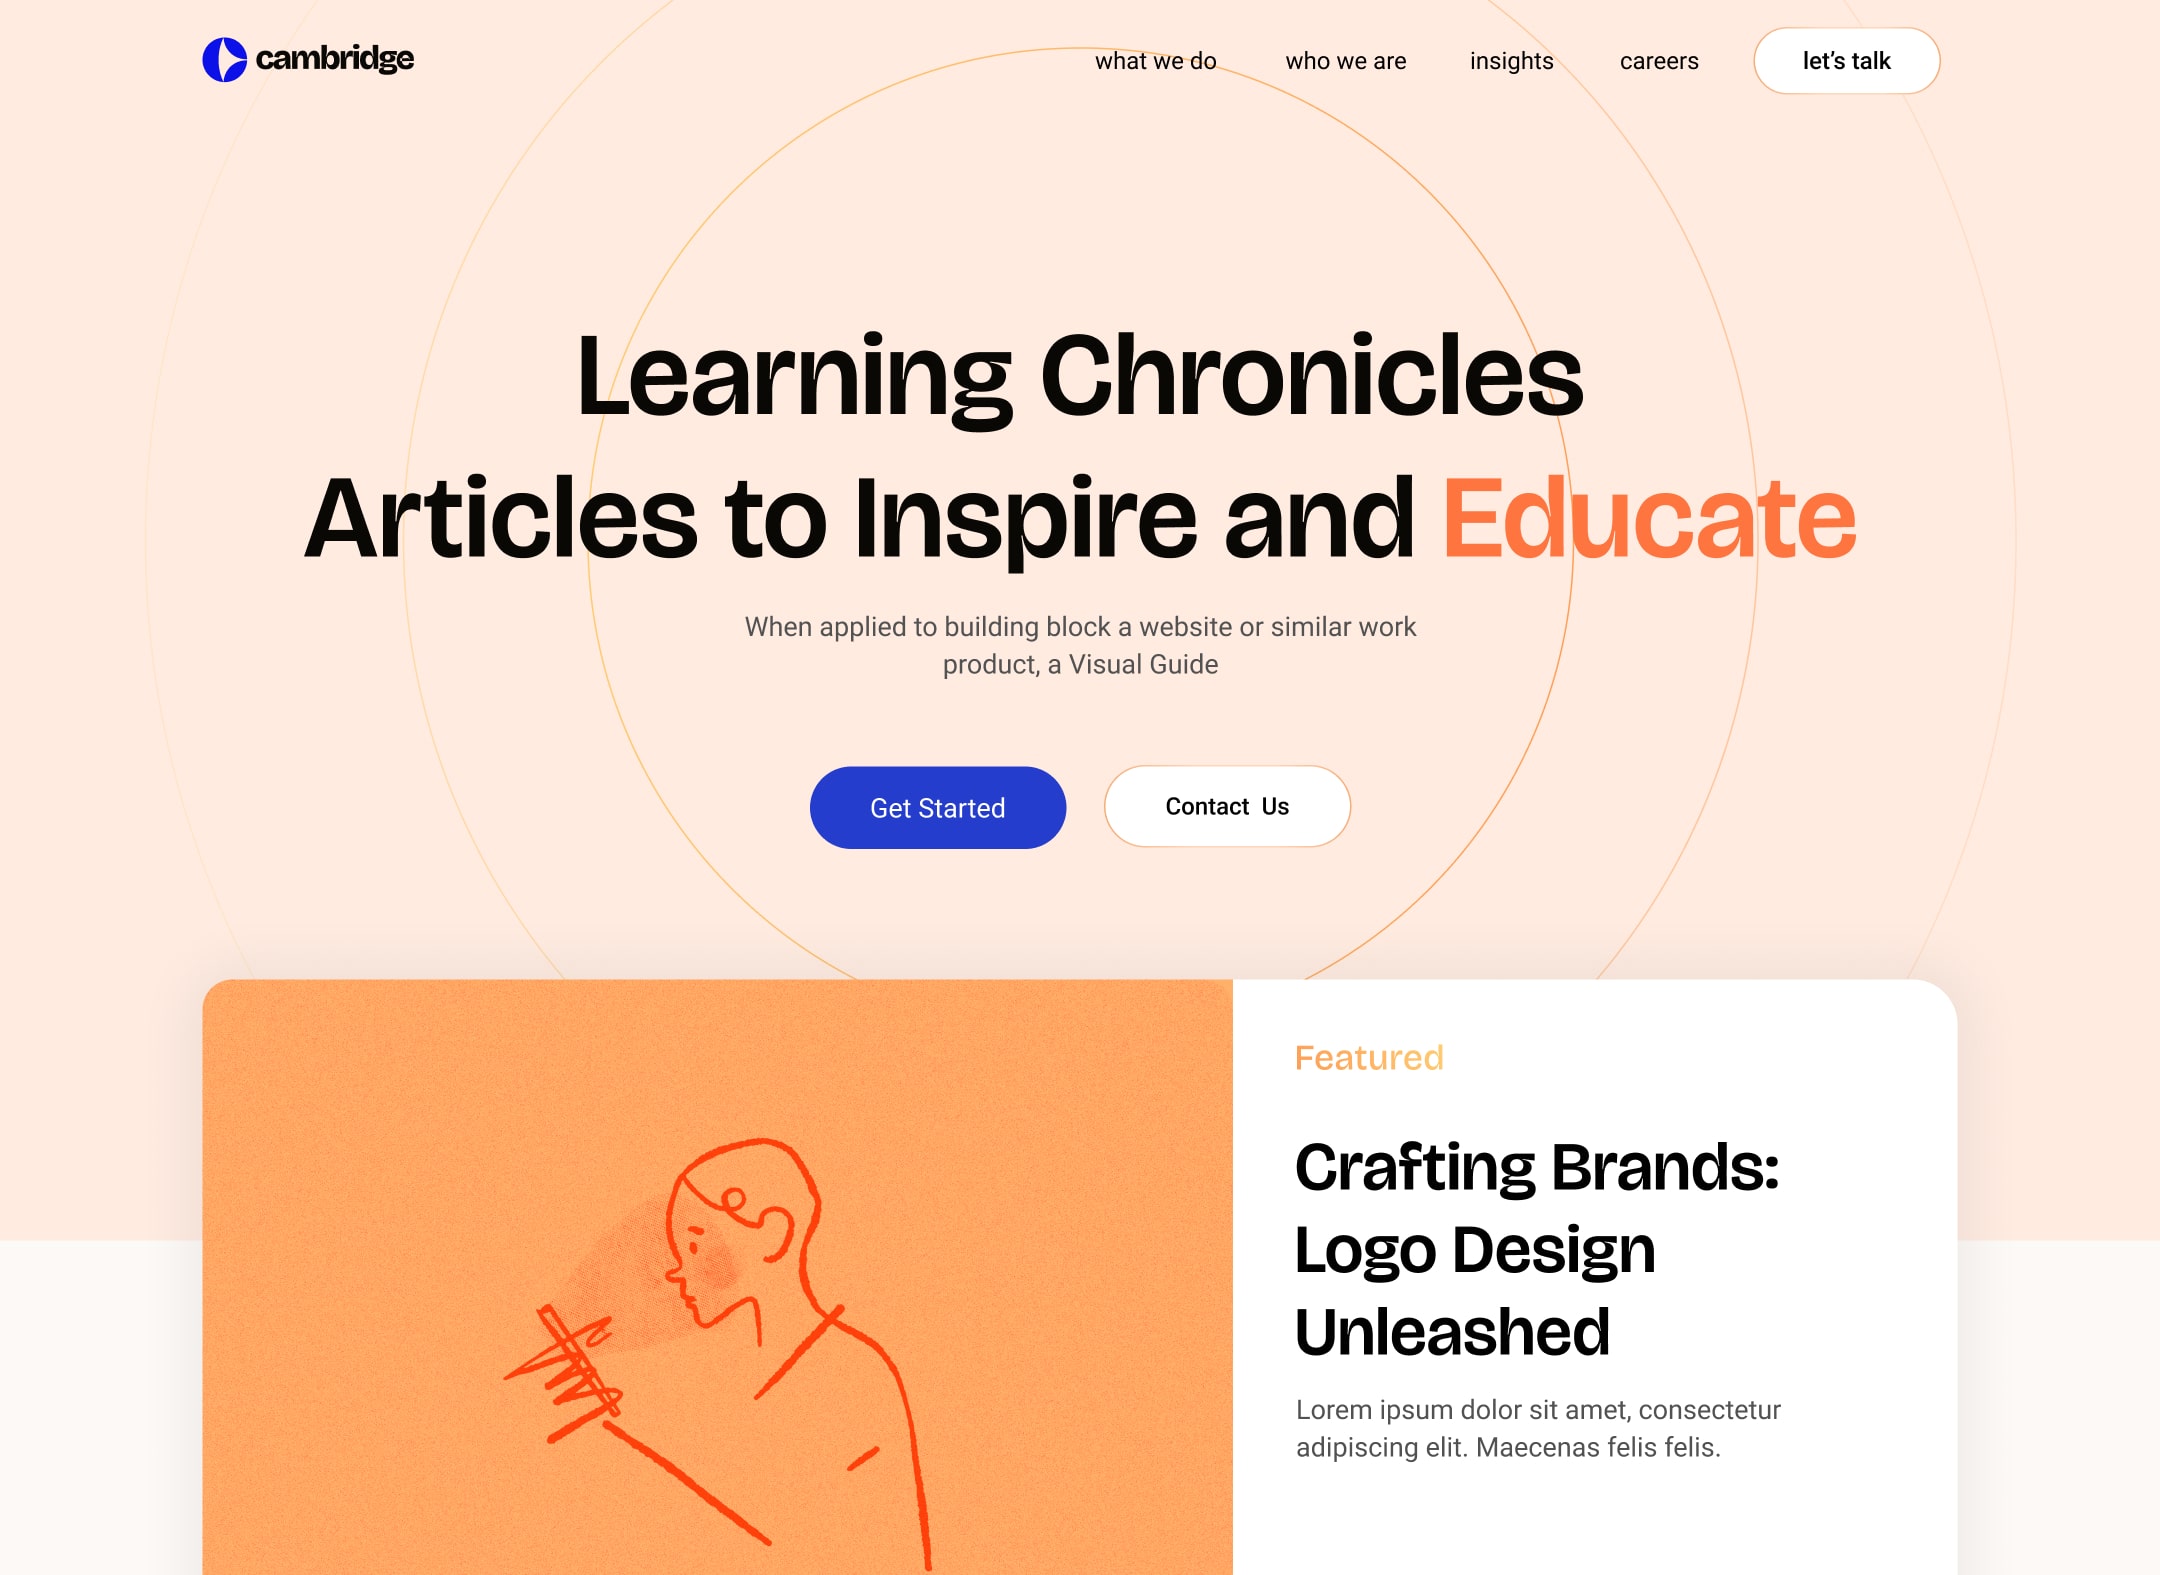 cambridge
what we do
who we are
insights
careers
let’s talk
Learning Chronicles
Articles to Inspire and Educate
When applied to building block a website or similar work
product, a Visual Guide
Get Started
Contact  Us
Featured
Crafting Brands:
Logo Design
Unleashed
Lorem ipsum dolor sit amet, consectetur
adipiscing elit. Maecenas felis felis.